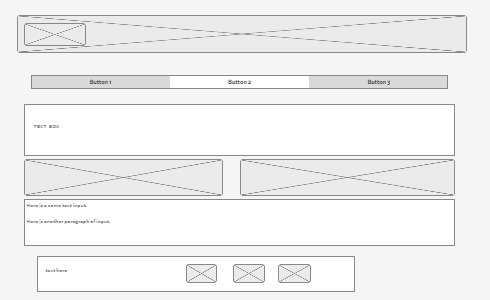 Button 1
Button 2
Button 3
TEXT BOX
Here is a some text input.
Here is another paragraph of input.
text here